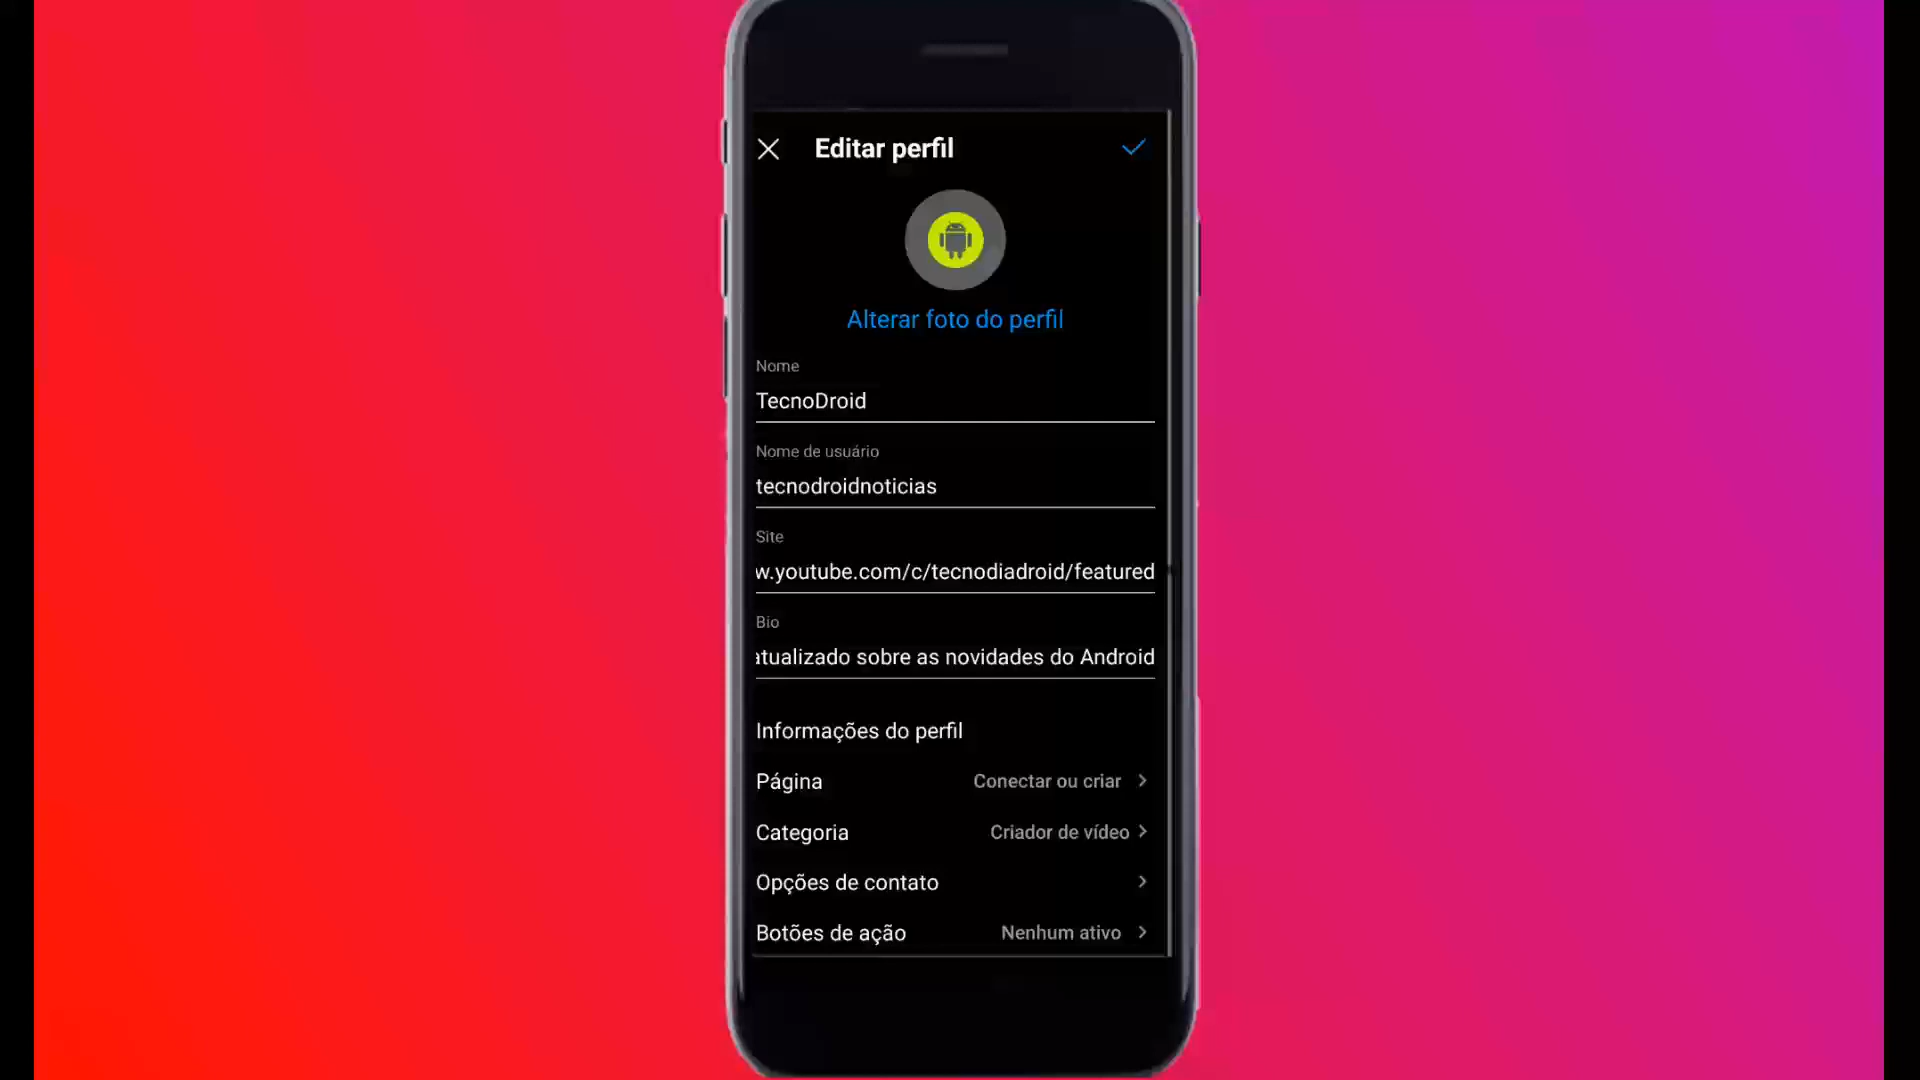 Editar perfil
Alterar foto do perfil
Nome
TecnoDroid
Nome de usuário
tecnodroidnoticias
Site
w.youtube.com/c/tecnodiadroid/featured
Bio
atualizado sobre as novidades do Android
Informações do perfil
Página Conectar ou criar
Categoria Criador de vídeo
Opções de contato
Botões de ação Nenhum ativo